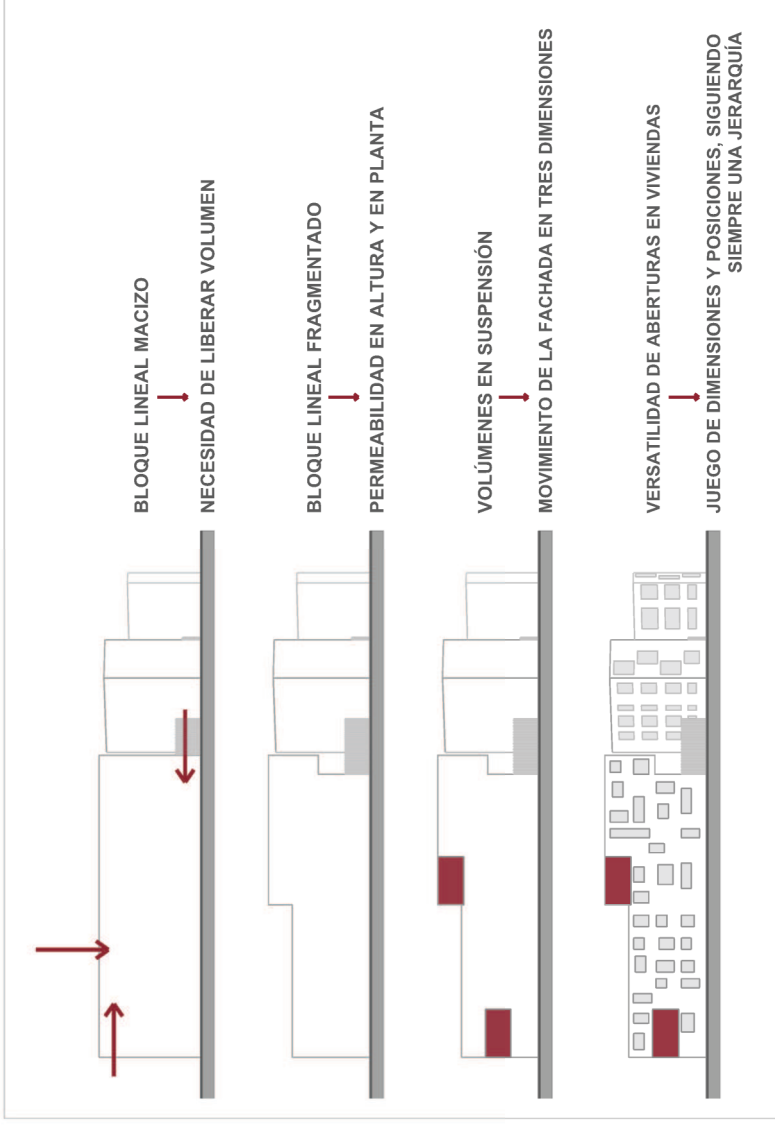 BLOQUE LINEAL MACIZO
NECESIDAD DE LIBERAR VOLUMEN
BLOQUE LINEAL FRAGMENTADO
PERMEABILIDAD EN ALTURA Y EN PLANTA
VOLÚMENES EN SUSPENSIÓN
MOVIMIENTO DE LA FACHADA EN TRES DIMENSIONES
VERSATILIDAD DE ABERTURAS EN VIVIENDAS
JUEGO DE DIMENSIONES Y POSICIONES, SIGUIENDO
SIEMPRE UNA JERARQUÍA